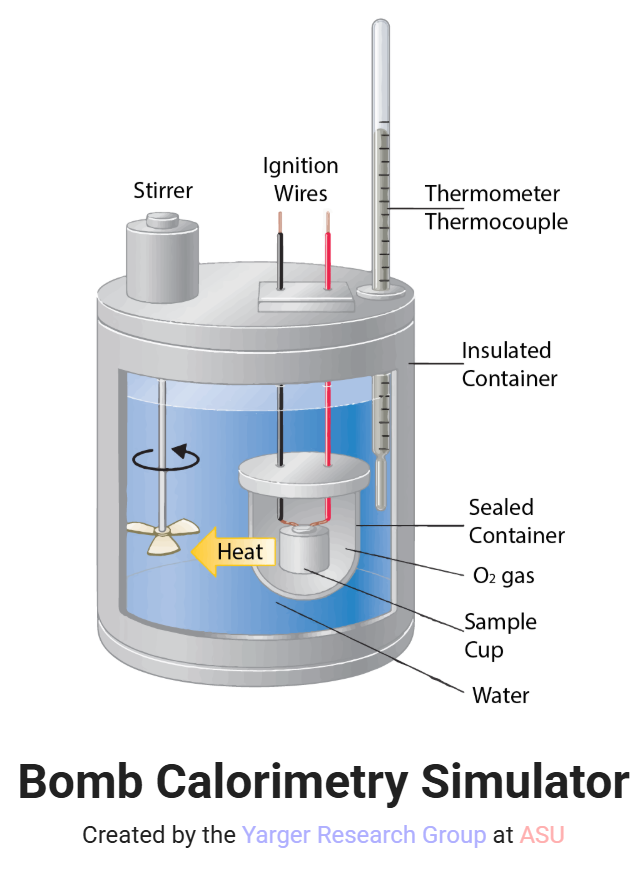 Ignition
Wires
Stirrer
Thermometer
Thermocouple
Insulated
Container
Sealed
Container
Heat
O₂ gas
Sample
Cup
Water
Bomb Calorimetry Simulator
Created by the Yarger Research Group at ASU